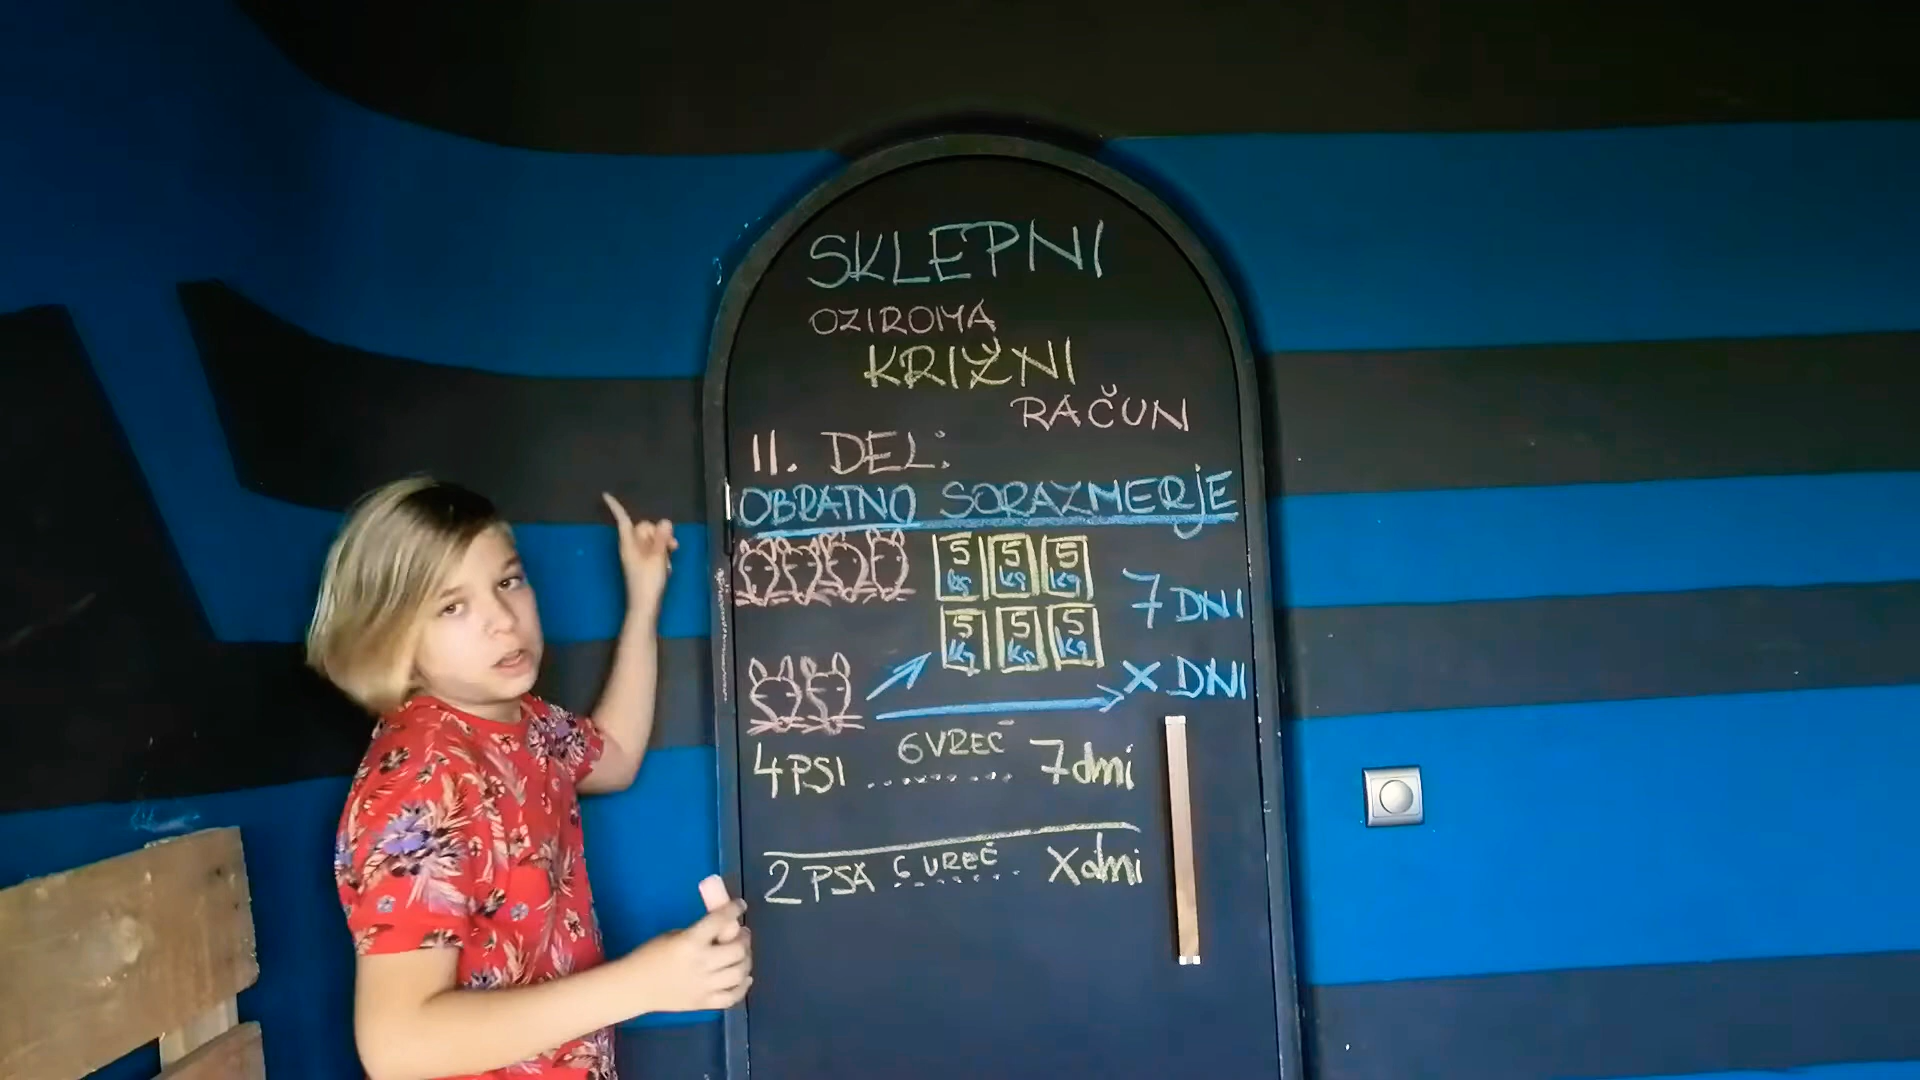 SKLEPNI
OZIROMA
KRIŽNI
RAČUN
II. DEL:
OBRATNO SORAZMERJE
5 kg 5 kg 5 kg
7 DNI
5 kg 5 kg 5 kg
X DNI
4 PSI ....6 VREČ.... 7 dni
2 PSA ...6 VREČ.... X dni